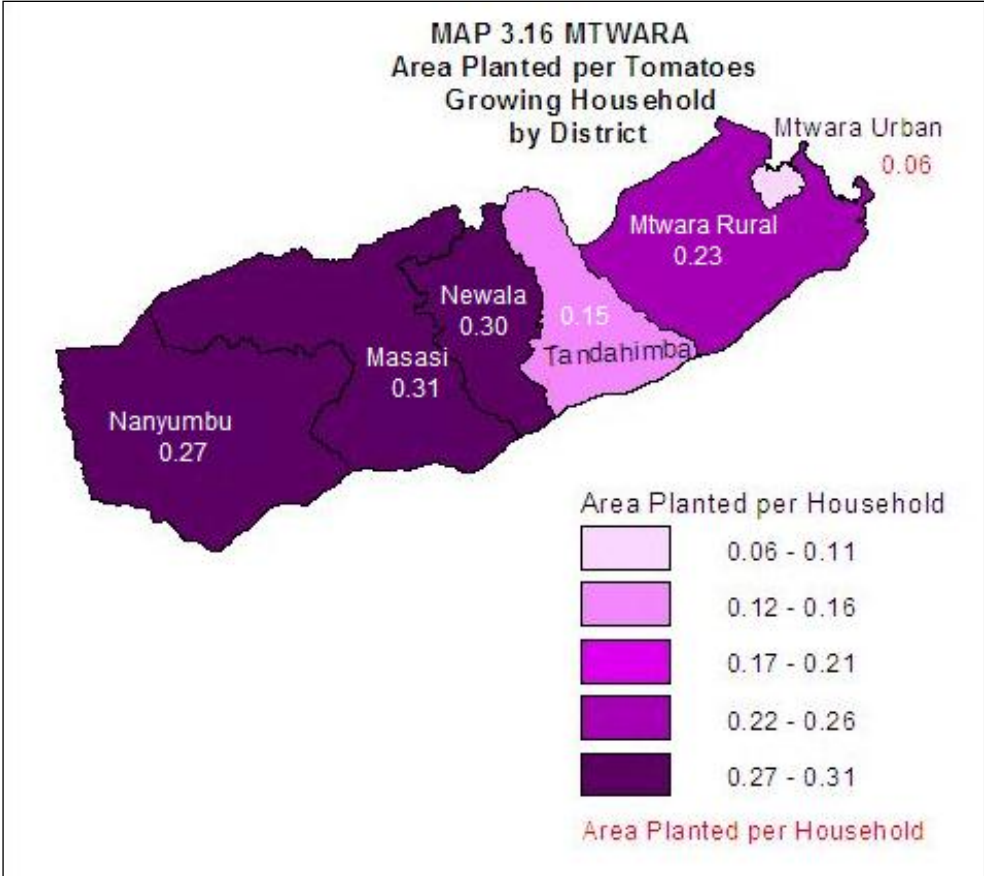 MAP 3.16 MTWARA
Area Planted per Tomatoes
Growing Household
by District
Mtwara Urban
0.06
Mtwara Rural
0.23
Newala
0.30
0.15
Tandahimba
Masasi
0.31
Nanyumbu
0.27
Area Planted per Household
0.06 - 0.11
0.12 - 0.16
0.17 - 0.21
0.22 - 0.26
0.27 - 0.31
Area Planted per Household